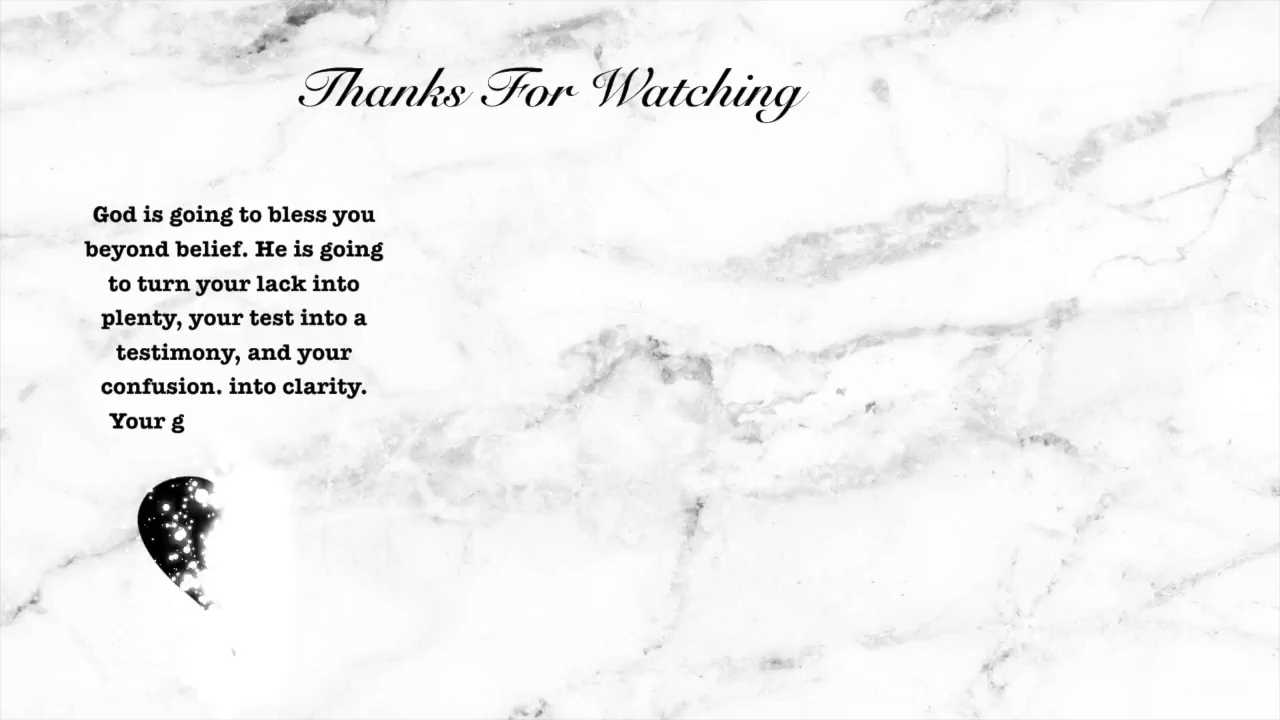 Thanks For Watching
God is going to bless you
beyond belief. He is going
to turn your lack into
plenty, your test into a
testimony, and your
confusion. into clarity.
Your g